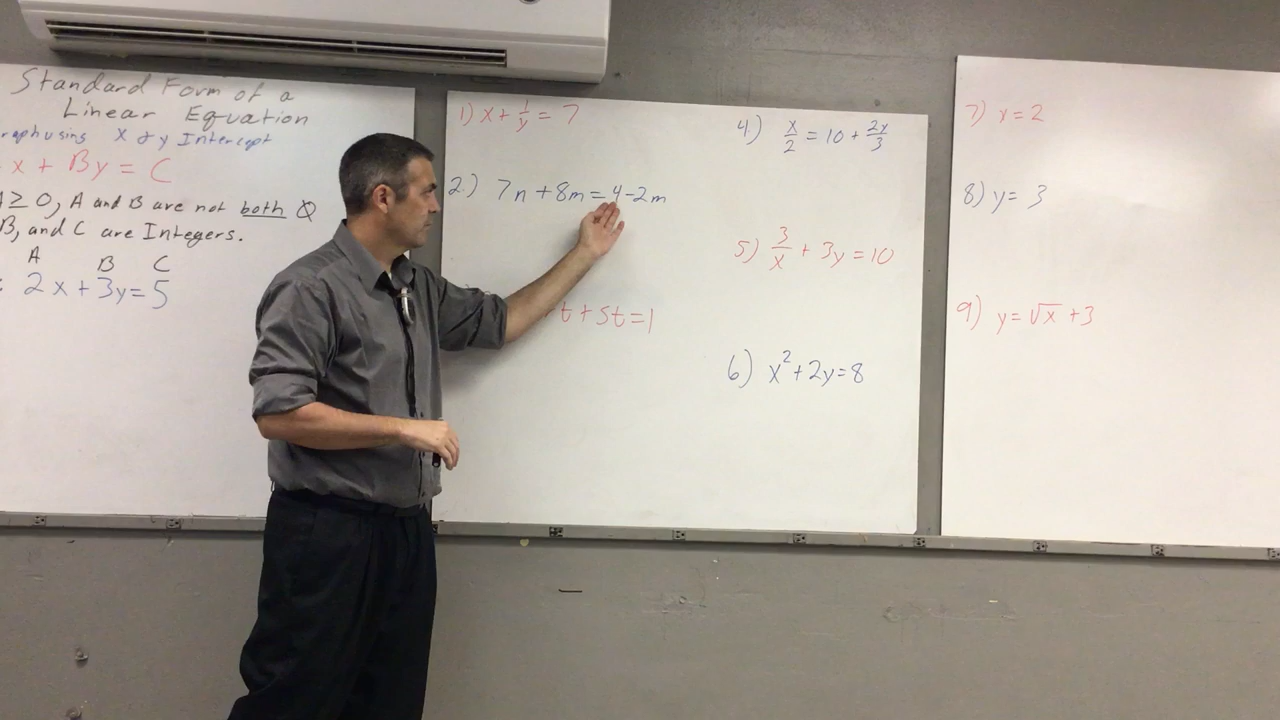 Standard Form of a
Linear Equation
raph using X & y Intercept
x + By = C
A ≥ 0, A and B are not both 0
B, and C are Integers.
A B C
2x + 3y = 5
1) x + 1/y = 7
2.) 7n + 8m = 4 - 2m
t + 5t = 1
4.) x/2 = 10 + 2y/3
5) 3/x + 3y = 10
6) x² + 2y = 8
7) x = 2
8) y = 3
9) y = √x + 3